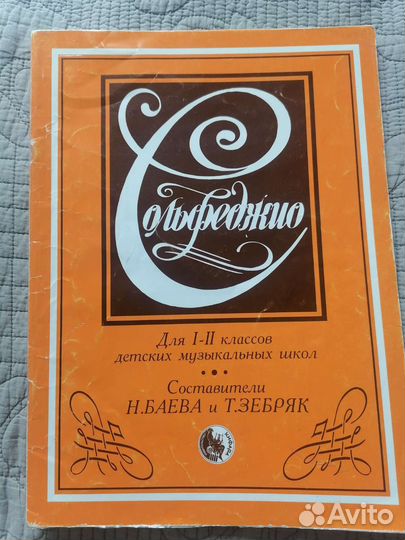 Сольфеджио
Для I-II классов
детских музыкальных школ
Составители
Н.БАЕВА и Т.ЗЕБРЯК
Avito